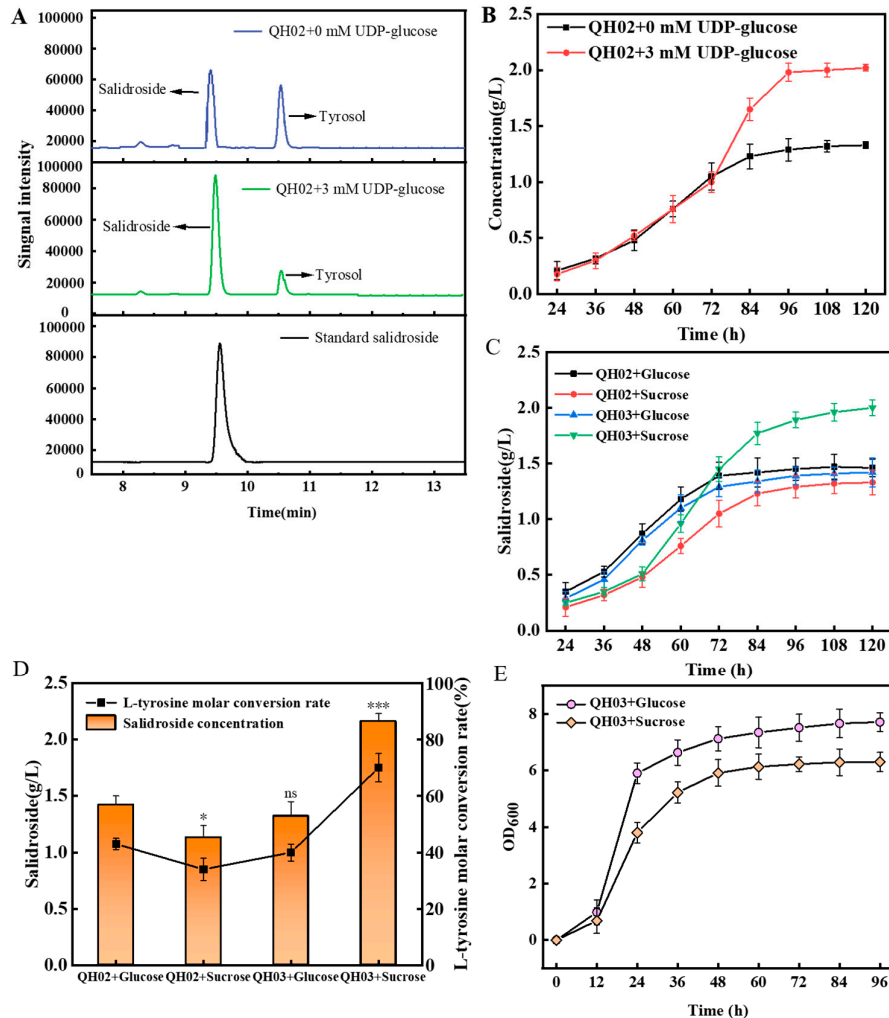 A
Singnal intensity
100000
80000
60000
40000
20000
QH02+0 mM UDP-glucose
Salidroside
Tyrosol
100000
80000
60000
40000
20000
0
QH02+3 mM UDP-glucose
Salidroside
Tyrosol
100000
80000
60000
40000
20000
0
Standard salidroside
8 9 10 11 12 13
Time(min)
B
QH02+0 mM UDP-glucose
QH02+3 mM UDP-glucose
Concentration(g/L)
2.5
2.0
1.5
1.0
0.5
0.0
24 36 48 60 72 84 96 108 120
Time (h)
C
QH02+Glucose
QH02+Sucrose
QH03+Glucose
QH03+Sucrose
Salidroside(g/L)
2.5
2.0
1.5
1.0
0.5
0.0
24 36 48 60 72 84 96 108 120
Time (h)
D
L-tyrosine molar conversion rate
Salidroside concentration
Salidroside(g/L)
2.5
2.0
1.5
1.0
0.5
0.0
*
ns
***
100
80
60
40
20
0
L-tyrosine molar conversion rate(%)
QH02+Glucose QH02+Sucrose QH03+Glucose QH03+Sucrose
E
QH03+Glucose
QH03+Sucrose
OD600
8
6
4
2
0
0 12 24 36 48 60 72 84 96
Time (h)